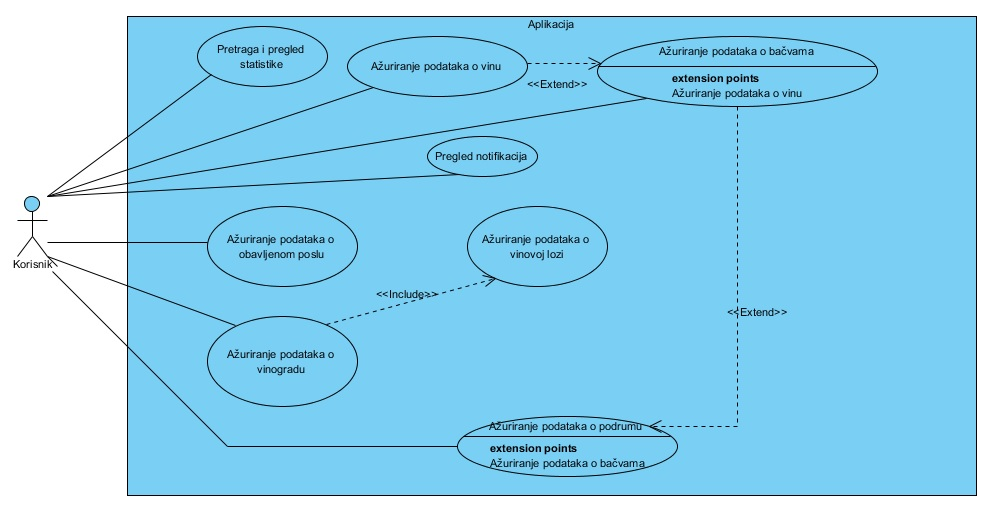 Aplikacija
Pretraga i pregled
statistike
Ažuriranje podataka o vinu
<<Extend>>
Ažuriranje podataka o bačvama
extension points
Ažuriranje podataka o vinu
Pregled notifikacija
Korisnik
Ažuriranje podataka o
obavljenom poslu
Ažuriranje podataka o
vinovoj lozi
<<Include>>
<<Extend>>
Ažuriranje podataka o
vinogradu
Ažuriranje podataka o podrumu
extension points
Ažuriranje podataka o bačvama